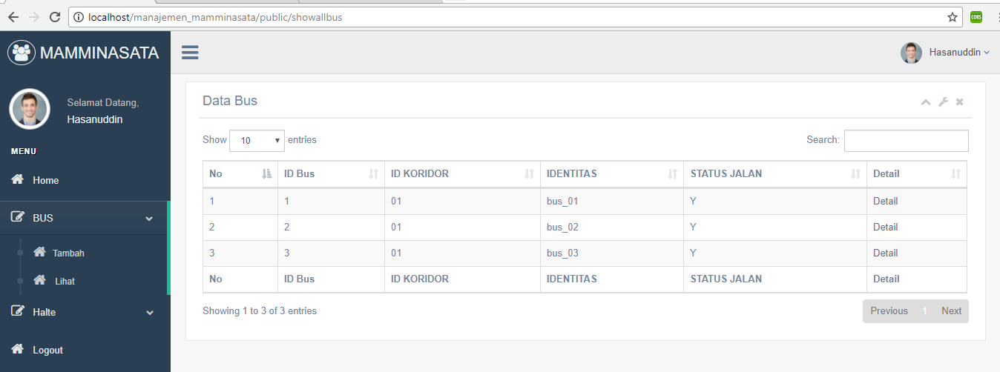 localhost/manajemen_mamminasata/public/showallbus
CORS
MAMMINASATA
Hasanuddin
Selamat Datang,
Hasanuddin
MENU
Home
BUS
Tambah
Lihat
Halte
Logout
Data Bus
Show 10 entries
Search:
No ID Bus ID KORIDOR IDENTITAS STATUS JALAN Detail
1 1 01 bus_01 Y Detail
2 2 01 bus_02 Y Detail
3 3 01 bus_03 Y Detail
No ID Bus ID KORIDOR IDENTITAS STATUS JALAN Detail
Showing 1 to 3 of 3 entries
Previous 1 Next